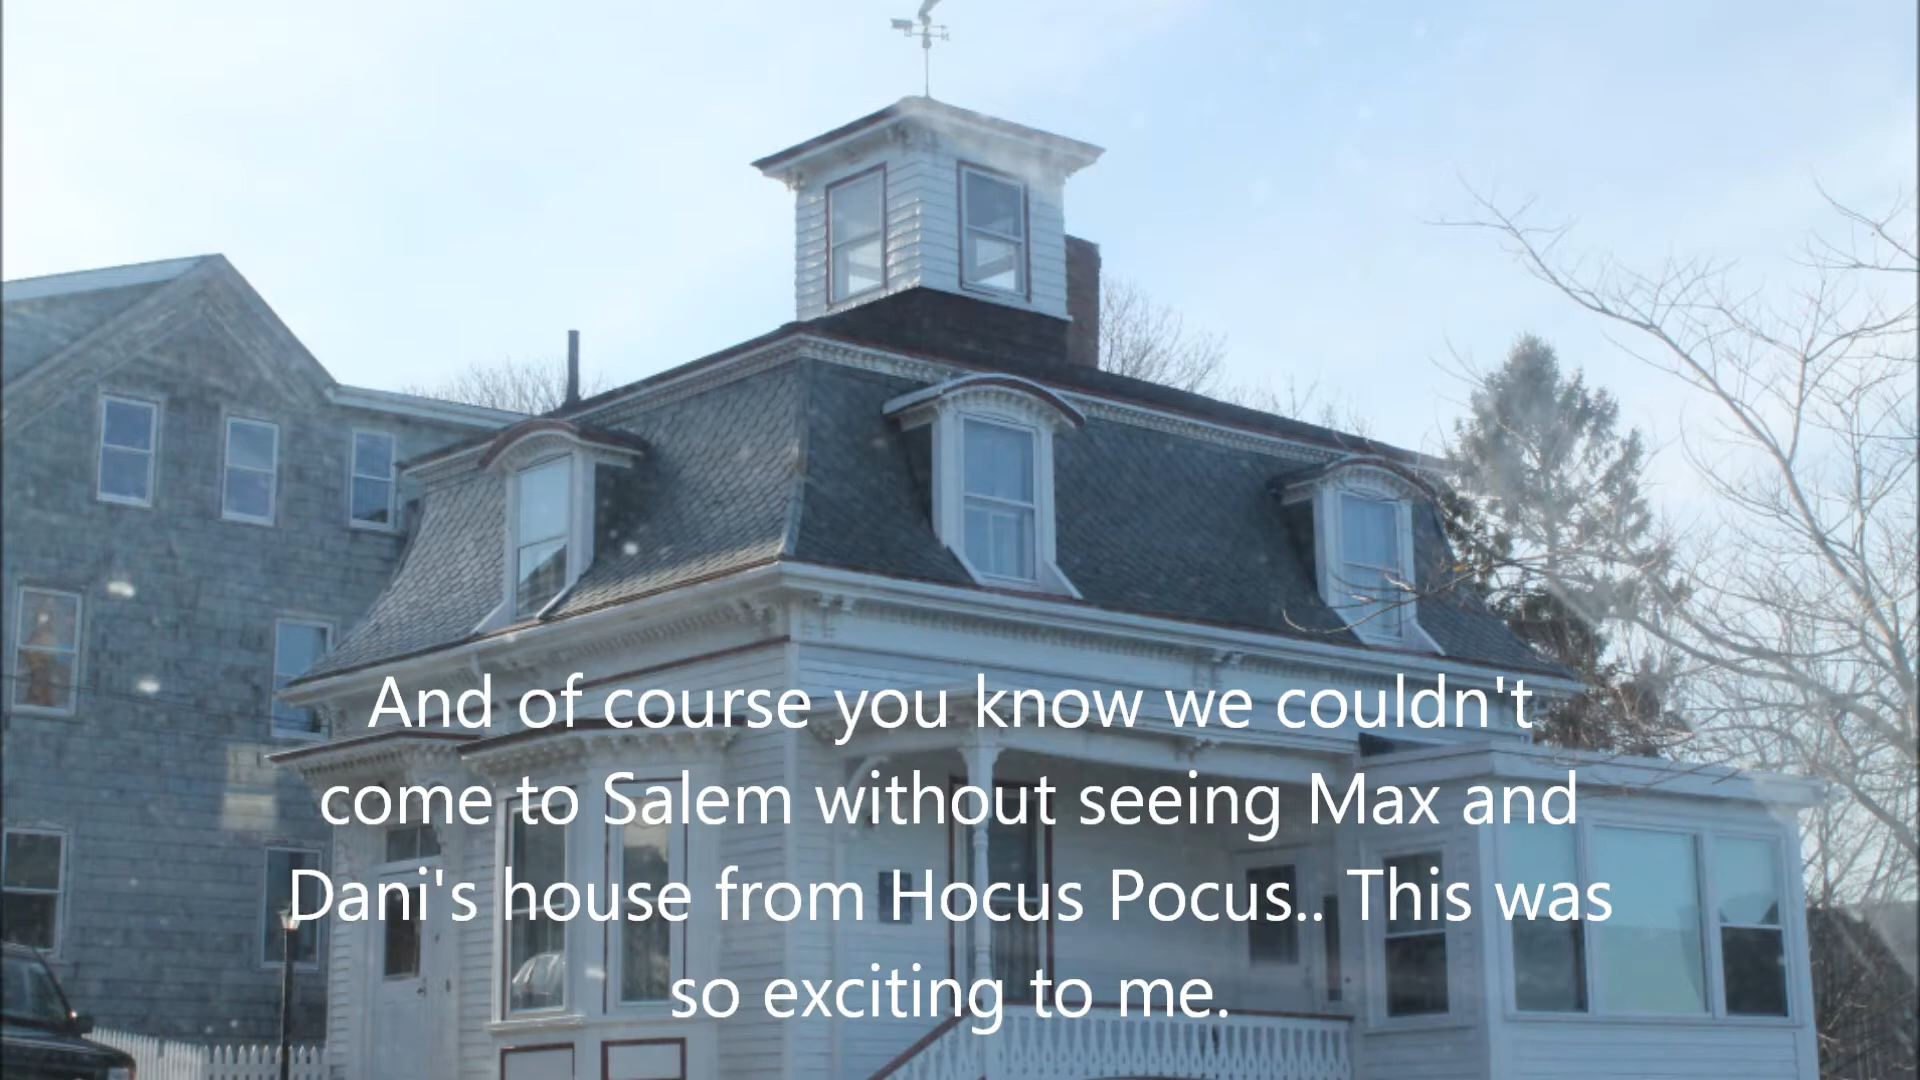 And of course you know we couldn't
come to Salem without seeing Max and
Dani's house from Hocus Pocus.. This was
so exciting to me.